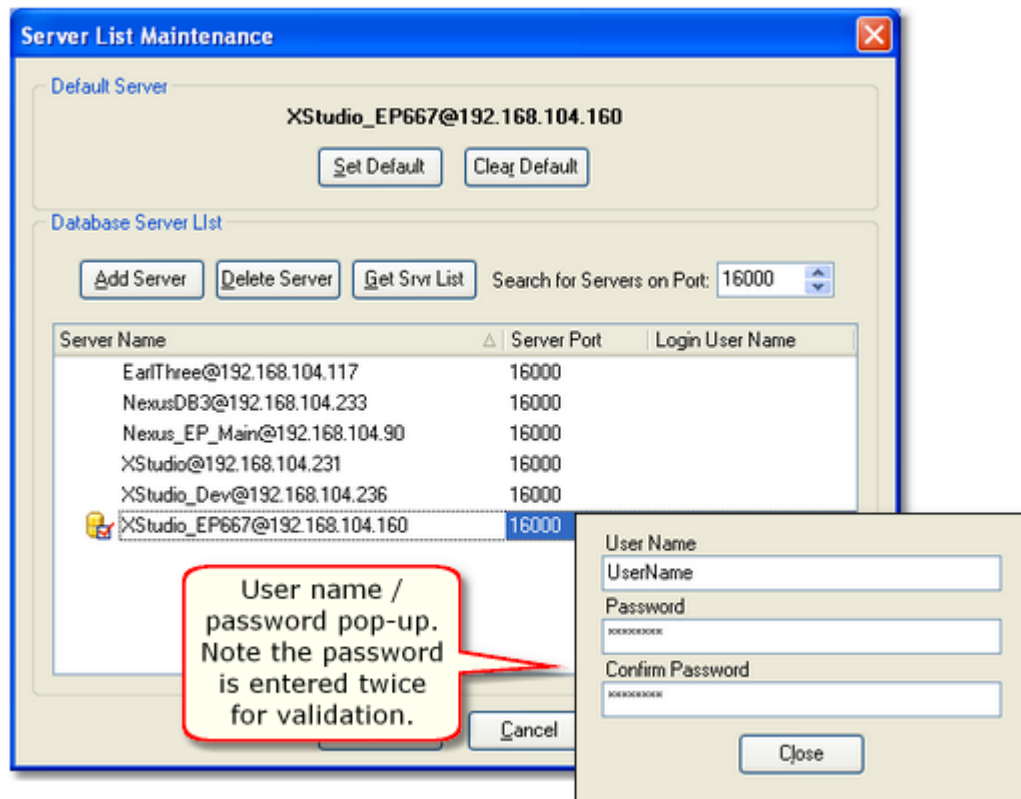 Server List Maintenance
Default Server
XStudio_EP667@192.168.104.160
Set Default Clear Default
Database Server LIst
Add Server Delete Server Get Srvr List Search for Servers on Port: 16000
Server Name Server Port Login User Name
EarlThree@192.168.104.117 16000
NexusDB3@192.168.104.233 16000
Nexus_EP_Main@192.168.104.90 16000
XStudio@192.168.104.231 16000
XStudio_Dev@192.168.104.236 16000
XStudio_EP667@192.168.104.160 16000
User name /
password pop-up.
Note the password
is entered twice
for validation.
Cancel
User Name
UserName
Password
××××××××
Confirm Password
××××××××
Close